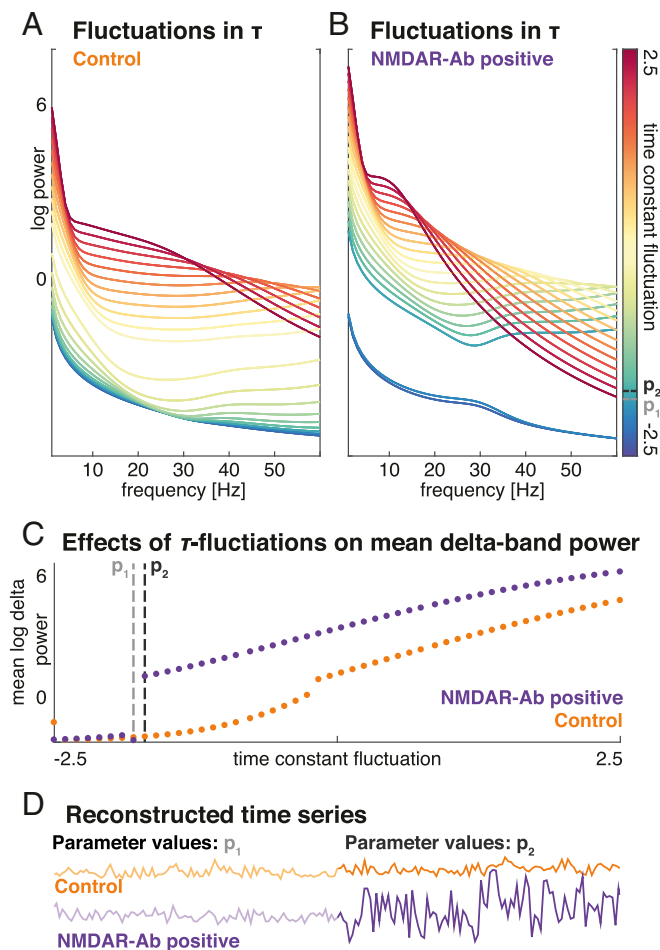 A Fluctuations in τ
Control
B Fluctuations in τ
NMDAR-Ab positive
6
0
log power
10 20 30 40 50
frequency [Hz]
10 20 30 40 50
frequency [Hz]
2.5
time constant fluctuation
p2
p1
-2.5
C Effects of τ-fluctiations on mean delta-band power
p1 p2
6
0
mean log delta
power
NMDAR-Ab positive
Control
-2.5 time constant fluctuation 2.5
D Reconstructed time series
Parameter values: p1 Parameter values: p2
Control
NMDAR-Ab positive